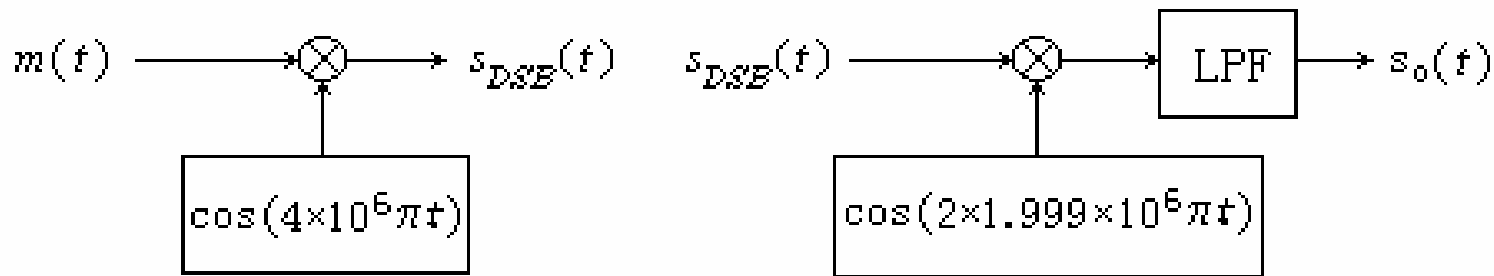 m(t) s_DSB(t) s_DSB(t) LPF s_o(t)
cos(4×10⁶πt) cos(2×1.999×10⁶πt)